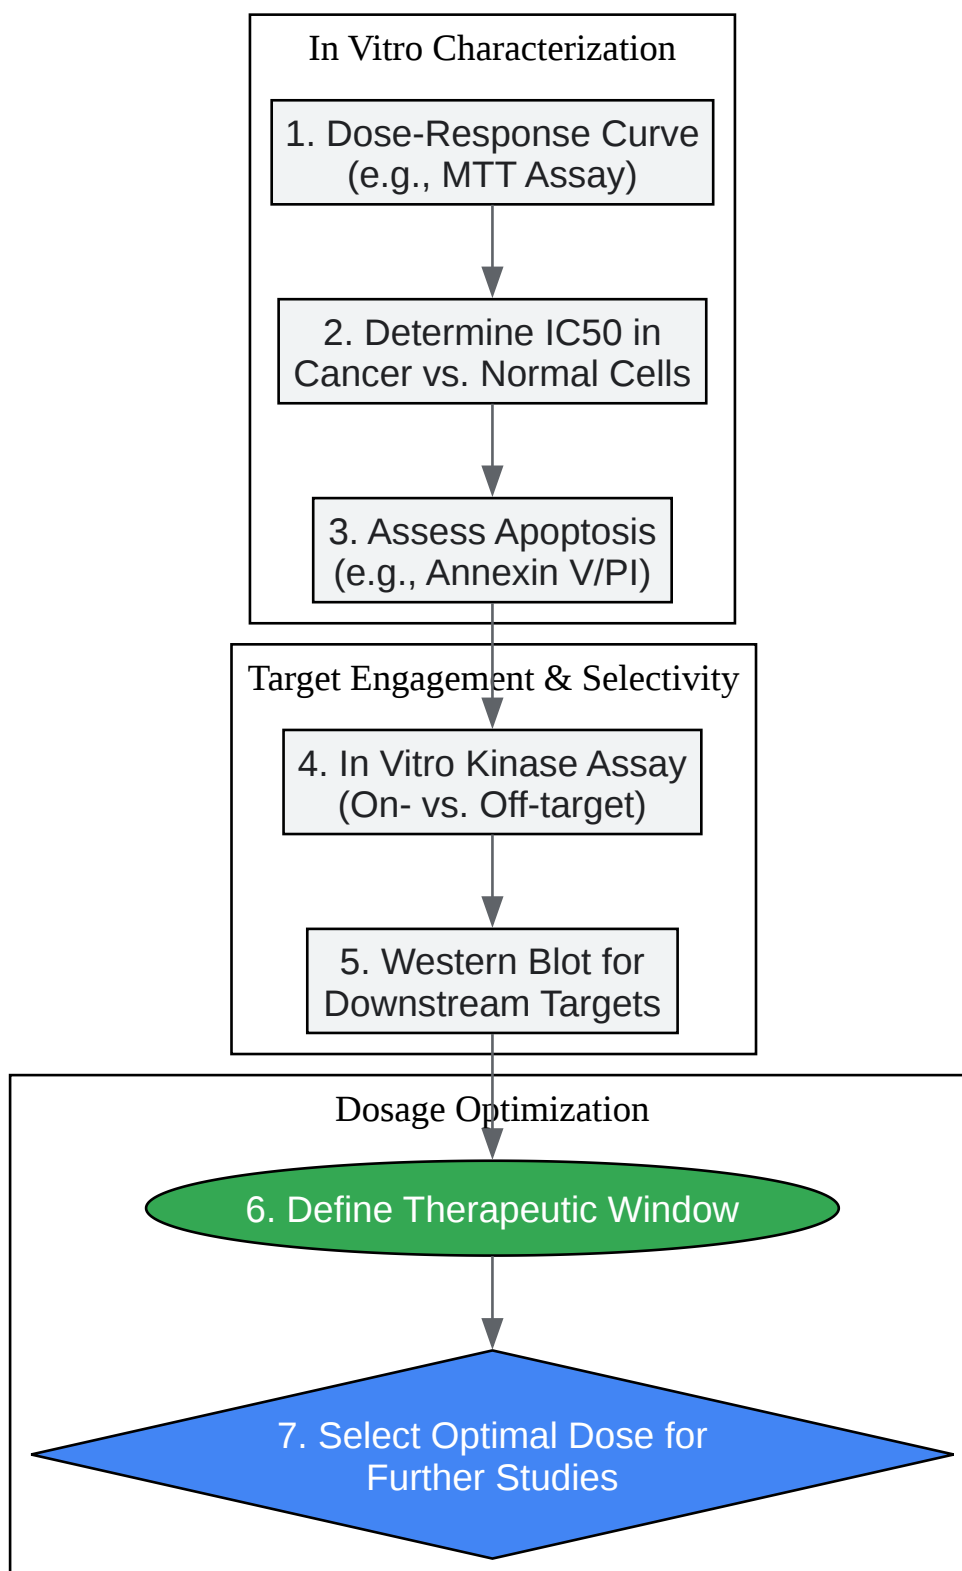 In Vitro Characterization
1. Dose-Response Curve
(e.g., MTT Assay)
2. Determine IC50 in
Cancer vs. Normal Cells
3. Assess Apoptosis
(e.g., Annexin V/PI)
Target Engagement & Selectivity
4. In Vitro Kinase Assay
(On- vs. Off-target)
5. Western Blot for
Downstream Targets
Dosage Optimization
6. Define Therapeutic Window
7. Select Optimal Dose for
Further Studies